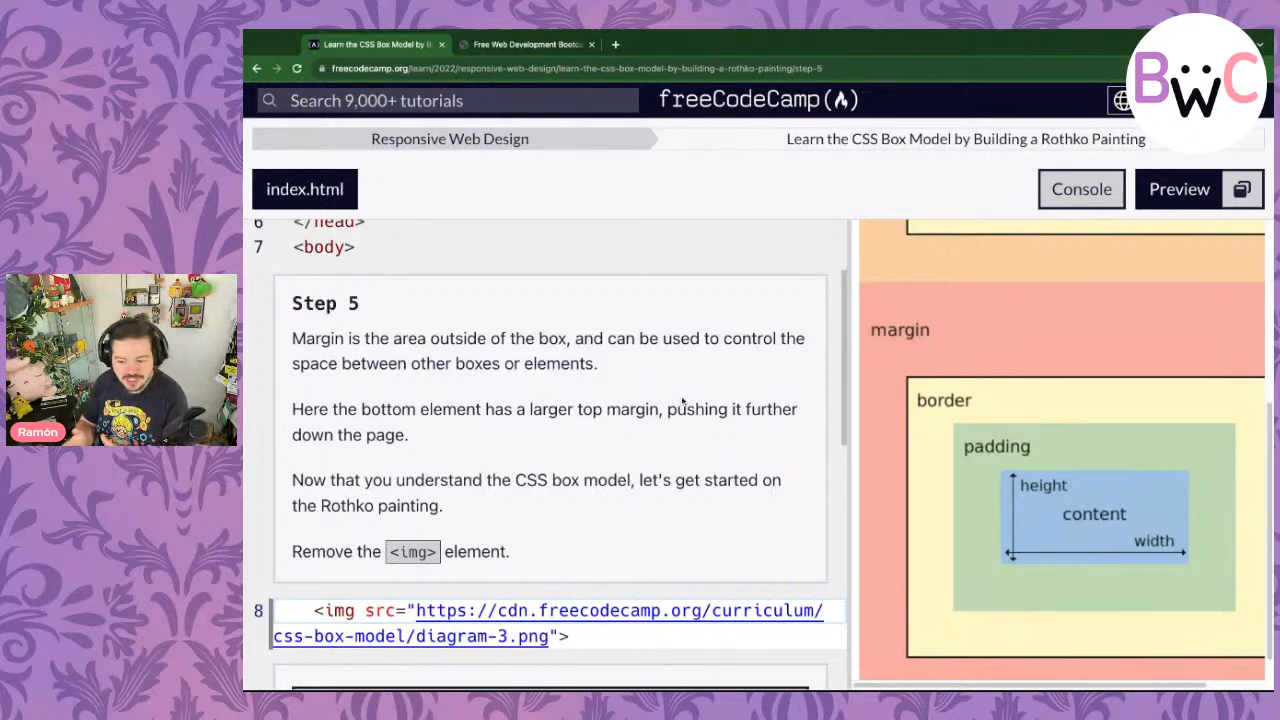 Learn the CSS Box Model by B
Free Web Development Bootca
freecodecamp.org/learn/2022/responsive-web-design/learn-the-css-box-model-by-building-a-rothko-painting/step-5
BWC
Search 9,000+ tutorials
freeCodeCamp(🔥)
Responsive Web Design
Learn the CSS Box Model by Building a Rothko Painting
index.html
Console
Preview
6 </head>
7 <body>
Step 5
Margin is the area outside of the box, and can be used to control the
space between other boxes or elements.
Here the bottom element has a larger top margin, pushing it further
down the page.
Now that you understand the CSS box model, let's get started on
the Rothko painting.
Remove the <img> element.
8 <img src="https://cdn.freecodecamp.org/curriculum/
css-box-model/diagram-3.png">
margin
border
padding
height
content
width
Ramón